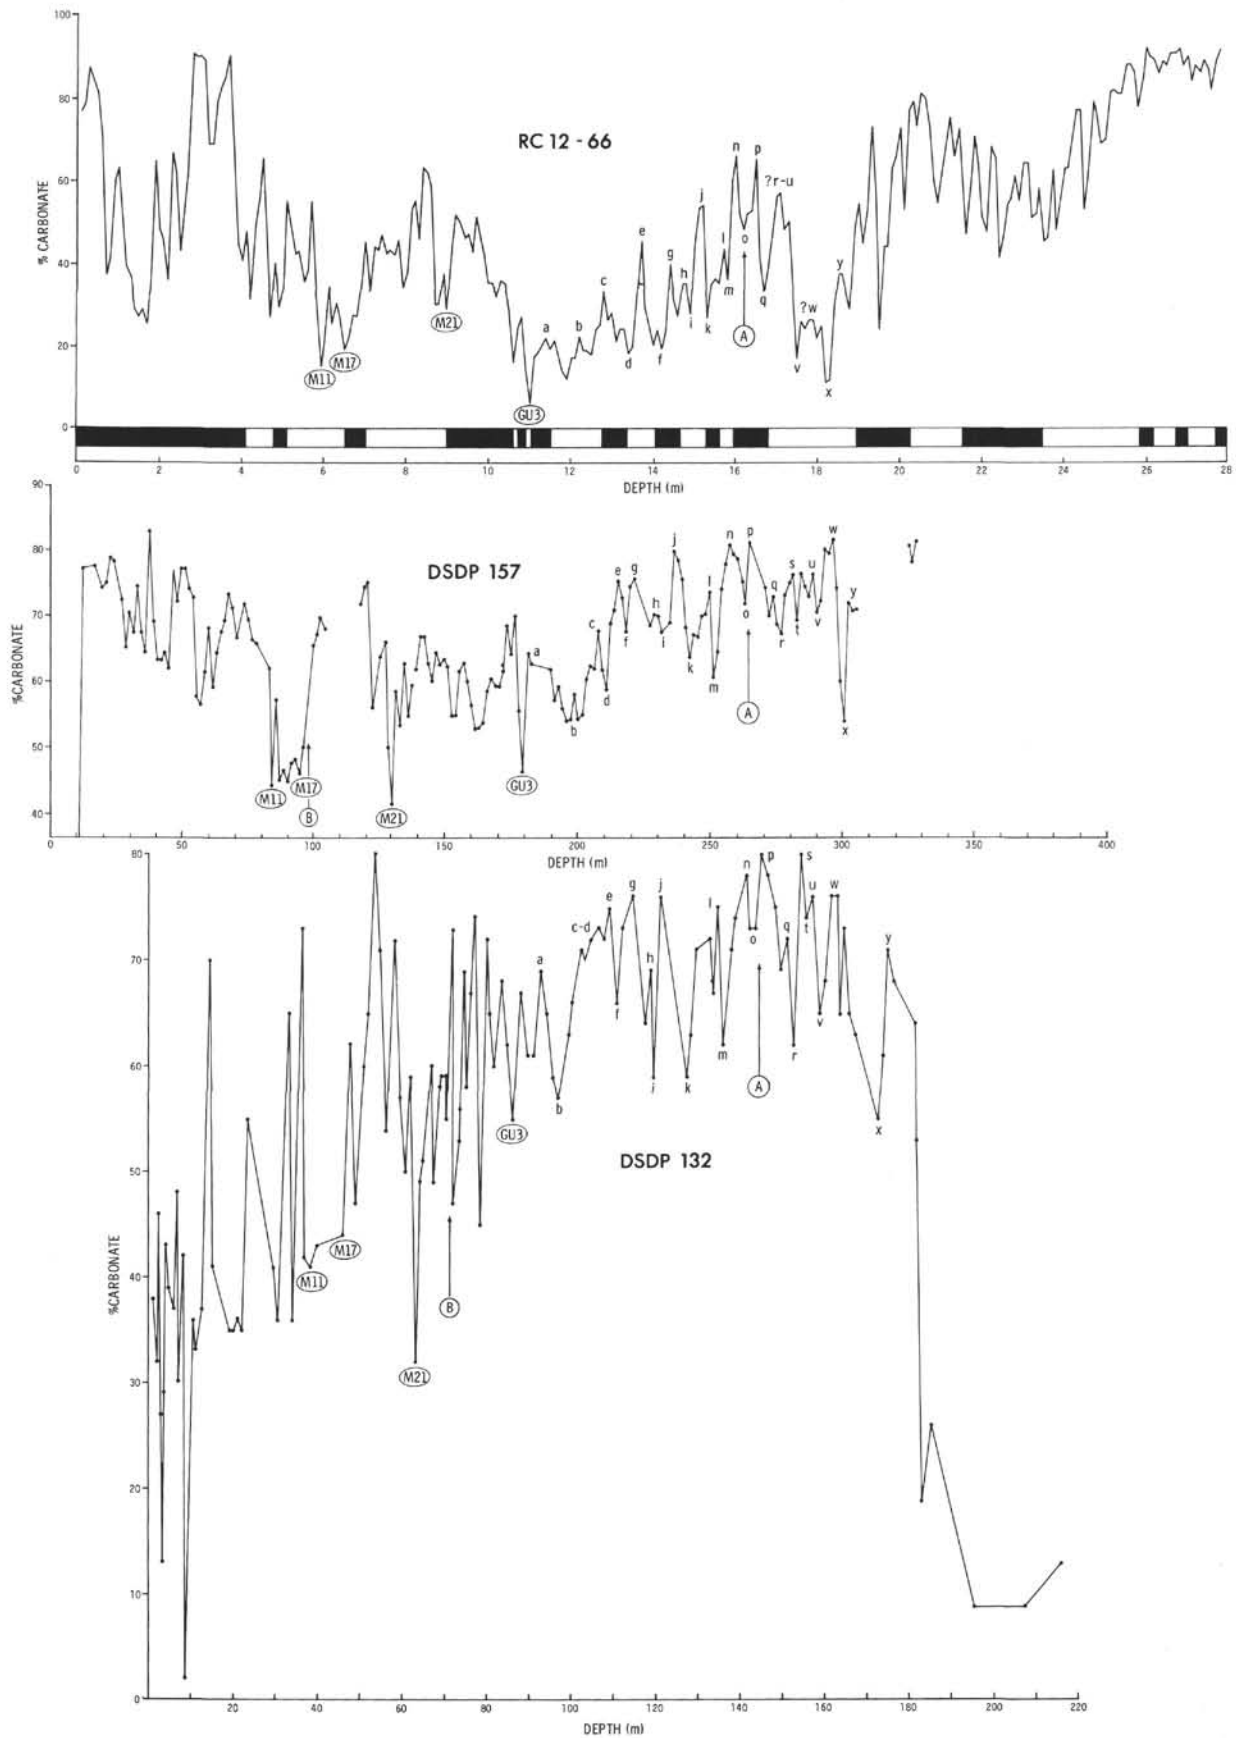 100
80
60
40
20
0
% CARBONATE
RC 12 - 66
n p
?r-u
j
e
l
o
g
h
y
c
m
q
A
?w
i
k
a b
d f
v
x
M21
M17
M11
GU3
0 2 4 6 8 10 12 14 16 18 20 22 24 26 28
DEPTH (m)
90
80
70
60
50
40
%CARBONATE
DSDP 157
n p w
j
e g
l
s u
q
y
h
c
f i
o
r
t
v
a
k
m
d
b
A
x
M11
M17
B
M21
GU3
0 50 100 150 200 250 300 350 400
DEPTH (m)
80
70
60
50
40
30
20
10
0
%CARBONATE
n p s
g j
u w
e
l
c-d
q
o
t
y
a
h
f
v
m
r
i
k
A
b
x
GU3
DSDP 132
M17
M11
B
M21
20 40 60 80 100 120 140 160 180 200 220
DEPTH (m)